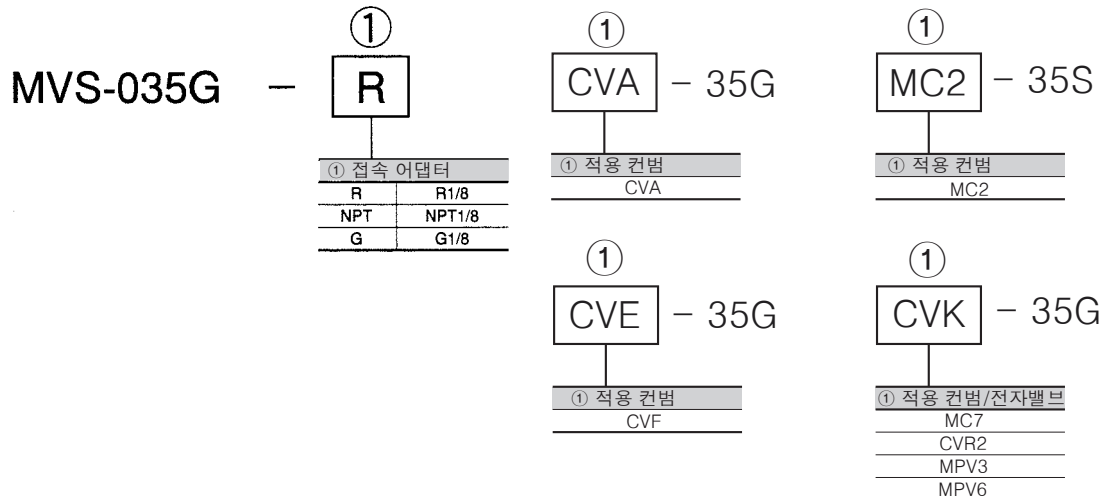 ①
MVS-035G – R
① 접속 어댑터
R R1/8
NPT NPT1/8
G G1/8
①
CVA – 35G
① 적용 컨범
CVA
①
MC2 – 35S
① 적용 컨범
MC2
①
CVE – 35G
① 적용 컨범
CVF
①
CVK – 35G
① 적용 컨범/전자밸브
MC7
CVR2
MPV3
MPV6